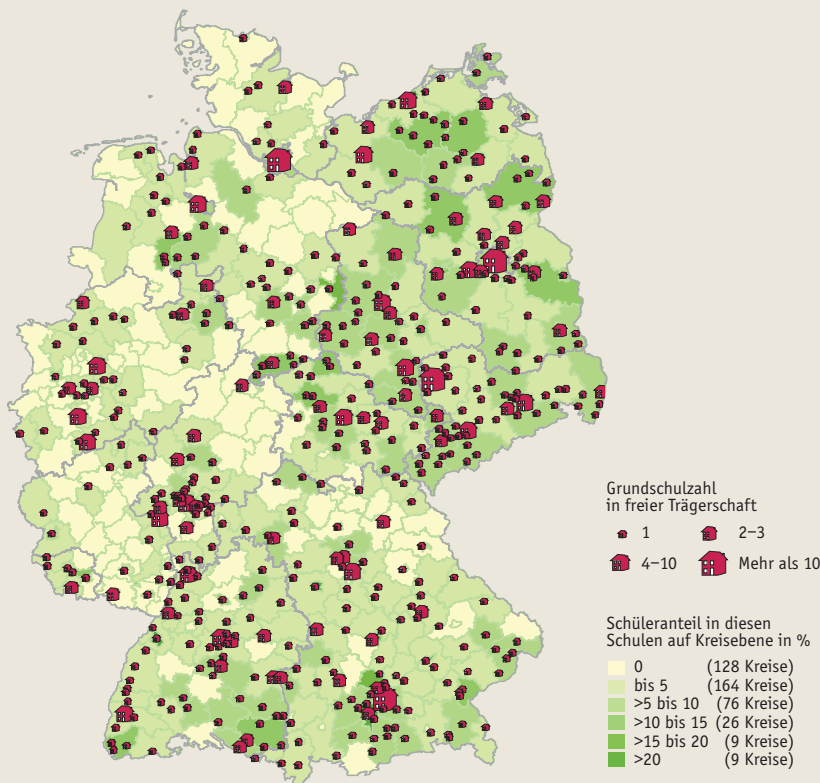 Grundschulzahl
in freier Trägerschaft
1
2–3
4–10
Mehr als 10
Schüleranteil in diesen
Schulen auf Kreisebene in %
0 (128 Kreise)
bis 5 (164 Kreise)
>5 bis 10 (76 Kreise)
>10 bis 15 (26 Kreise)
>15 bis 20 (9 Kreise)
>20 (9 Kreise)